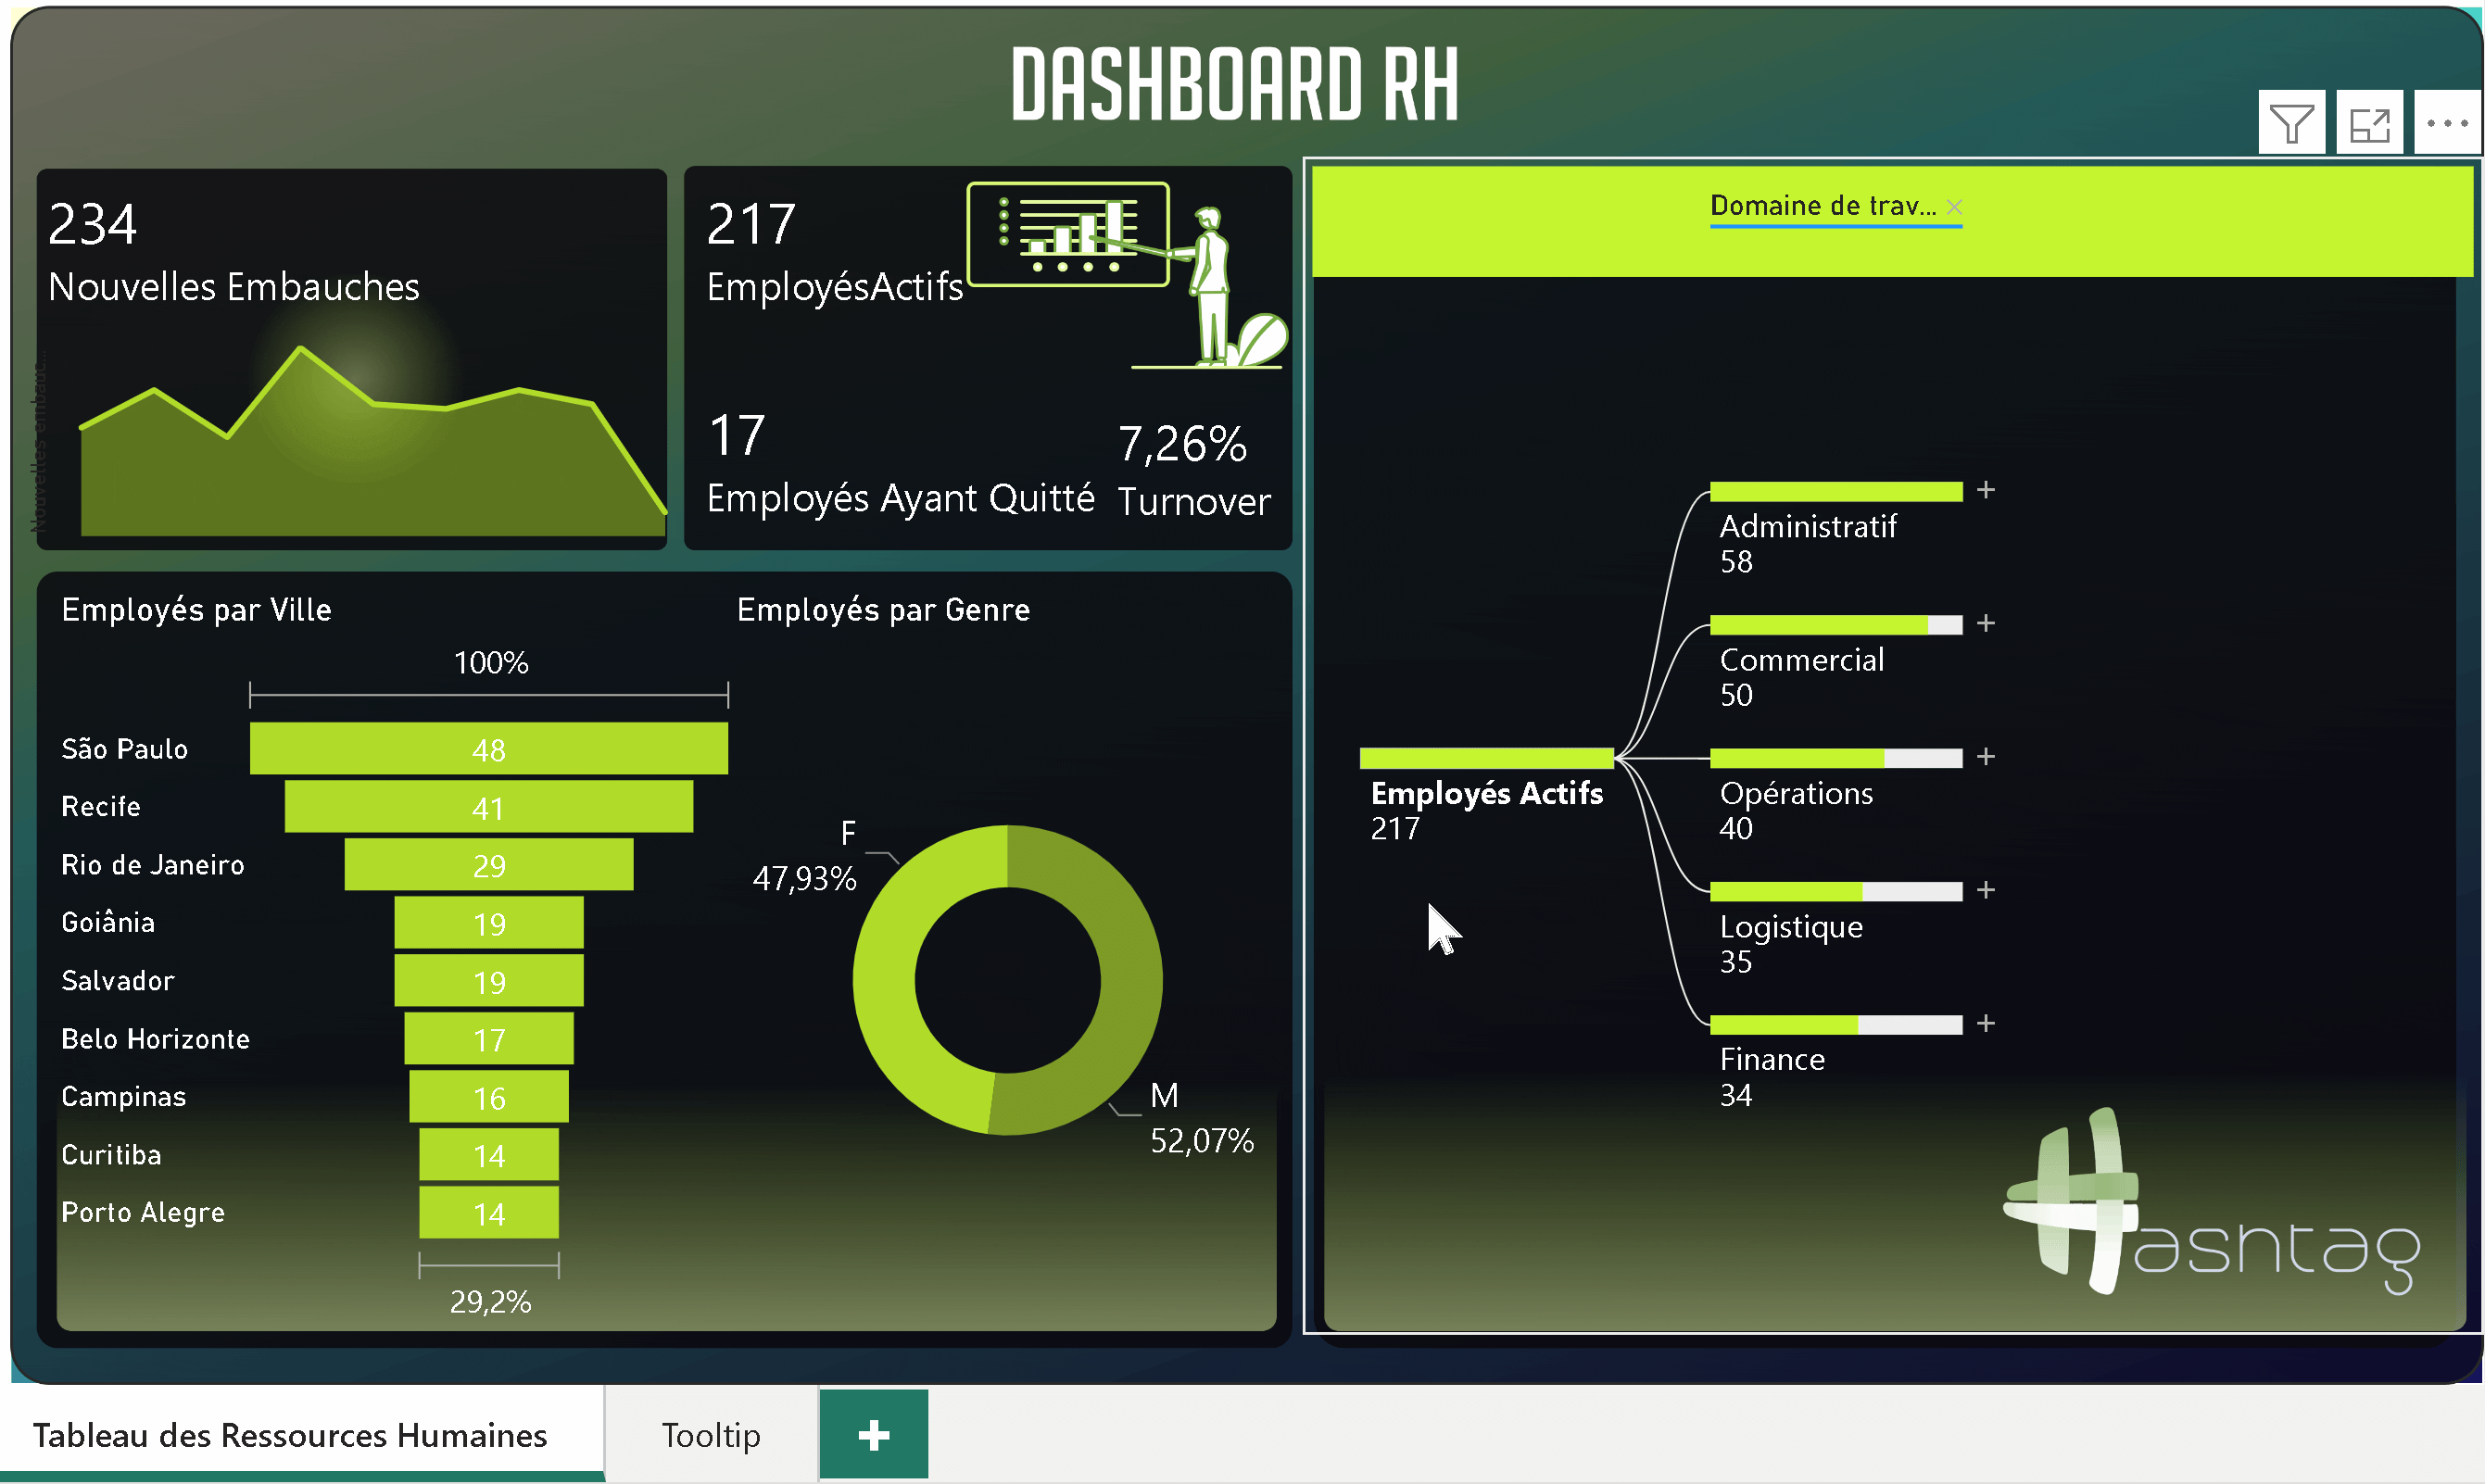 DASHBOARD RH
234
Nouvelles Embauches
Nouvelles embauc...
217
EmployésActifs
17
Employés Ayant Quitté
7,26%
Turnover
Employés par Ville
100%
São Paulo 48
Recife 41
Rio de Janeiro 29
Goiânia 19
Salvador 19
Belo Horizonte 17
Campinas 16
Curitiba 14
Porto Alegre 14
29,2%
Employés par Genre
F
47,93%
M
52,07%
Domaine de trav... ×
Employés Actifs
217
Administratif
58
Commercial
50
Opérations
40
Logistique
35
Finance
34
Hashtag
Tableau des Ressources Humaines
Tooltip